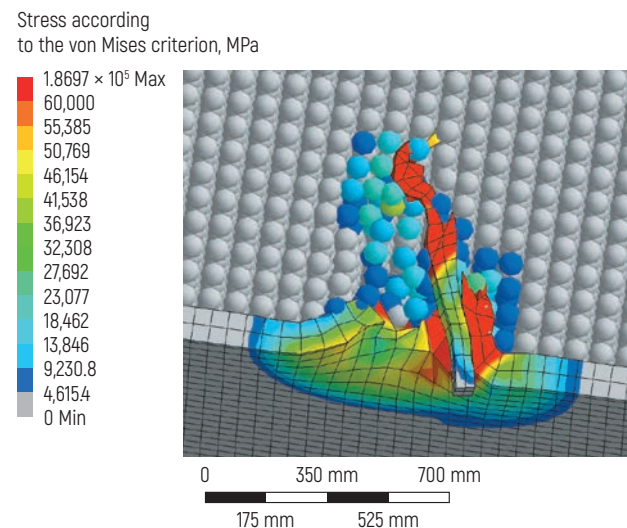 Stress according
to the von Mises criterion, MPa
1.8697 × 10⁵ Max
60,000
55,385
50,769
46,154
41,538
36,923
32,308
27,692
23,077
18,462
13,846
9,230.8
4,615.4
0 Min
0 350 mm 700 mm
175 mm 525 mm